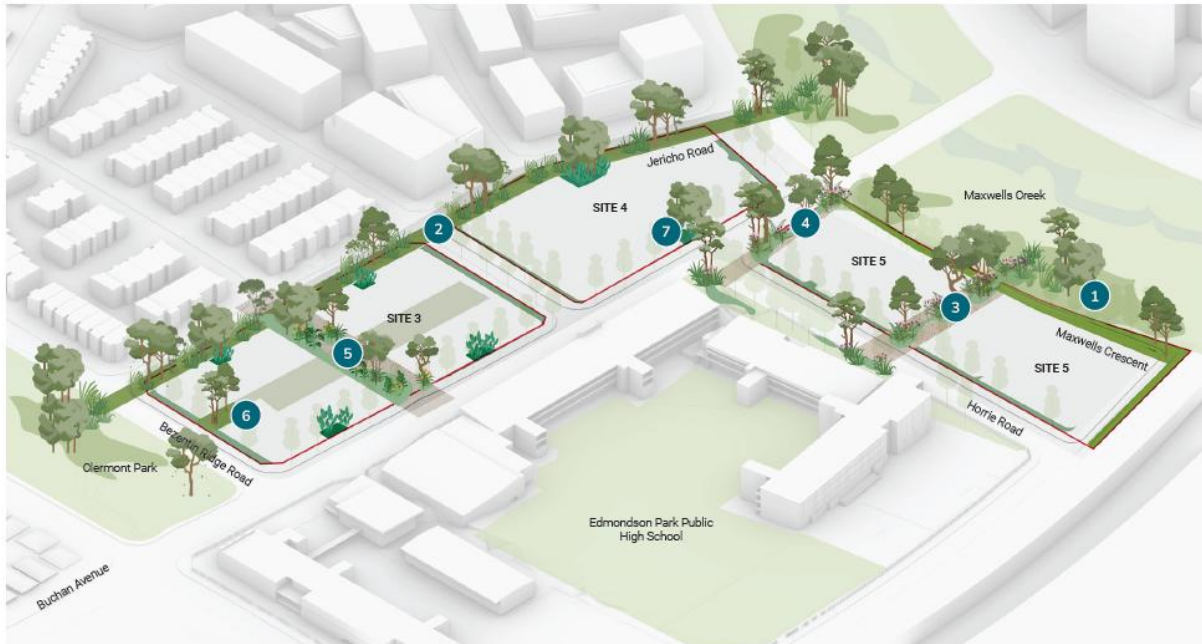 Jericho Road
SITE 4
Maxwells Creek
7
4
2
SITE 5
1
3
SITE 3
Maxwells Crescent
5
SITE 5
6
Horrie Road
Bezentin Ridge Road
Clermont Park
Edmondson Park Public
High School
Buchan Avenue